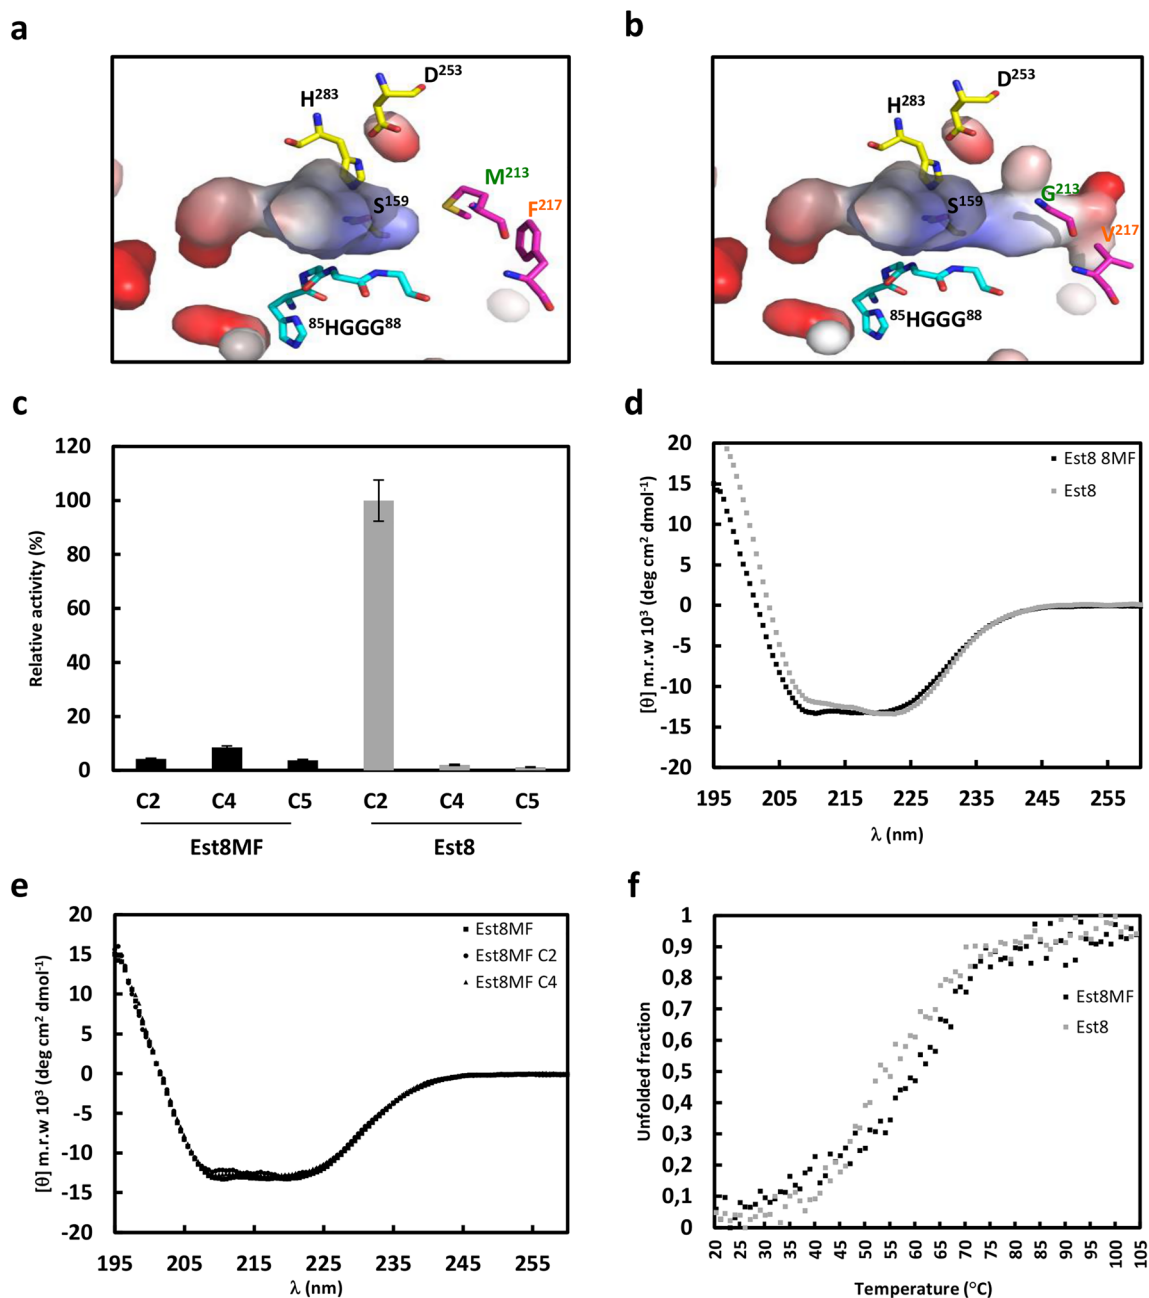 a
D²⁵³
H²⁸³
M²¹³
S¹⁵⁹
F²¹⁷
⁸⁵HGGG⁸⁸
b
D²⁵³
H²⁸³
G²¹³
S¹⁵⁹
V²¹⁷
⁸⁵HGGG⁸⁸
c
Relative activity (%)
120
100
80
60
40
20
0
C2 C4 C5 C2 C4 C5
Est8MF Est8
d
[θ] m.r.w 10³ (deg cm² dmol⁻¹)
20
15
10
5
0
-5
-10
-15
-20
Est8 8MF
Est8
195 205 215 225 235 245 255
λ (nm)
e
[θ] m.r.w 10³ (deg cm² dmol⁻¹)
20
15
10
5
0
-5
-10
-15
-20
Est8MF
Est8MF C2
Est8MF C4
195 205 215 225 235 245 255
λ (nm)
f
Unfolded fraction
1
0,9
0,8
0,7
0,6
0,5
0,4
0,3
0,2
0,1
0
Est8MF
Est8
20 25 30 35 40 45 50 55 60 65 70 75 80 85 90 95 100 105
Temperature (°C)